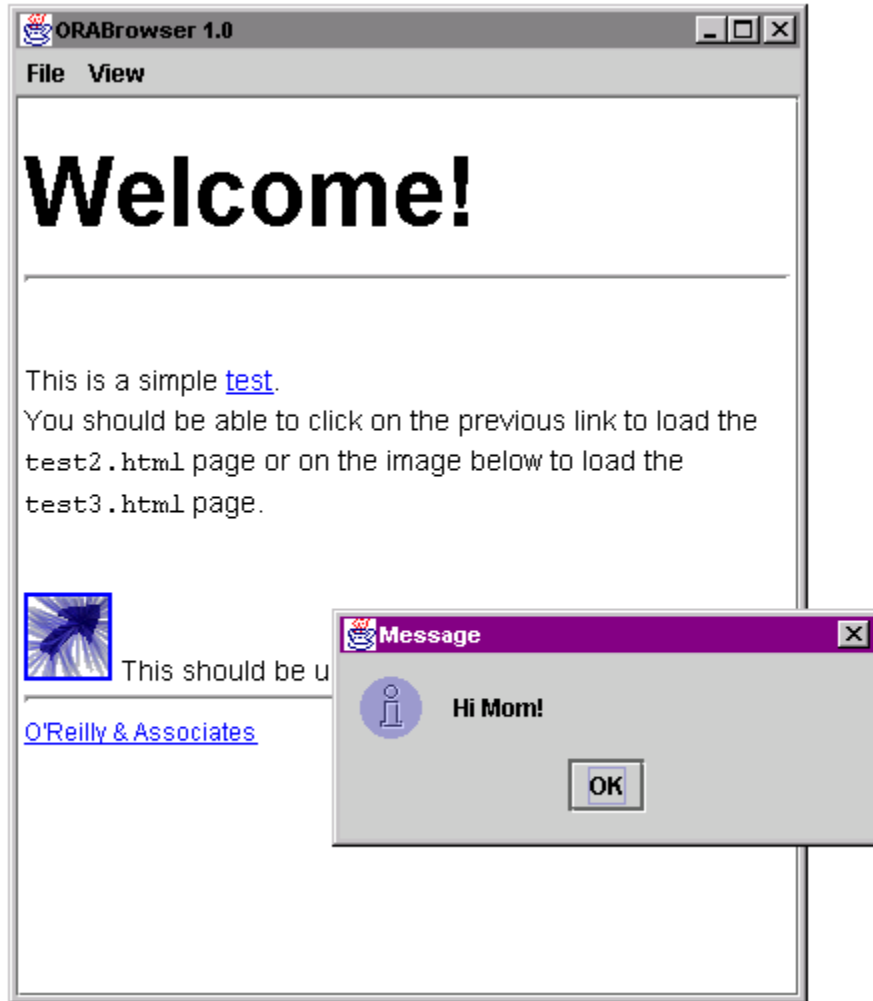 ORABrowser 1.0
File View
Welcome!
This is a simple test.
You should be able to click on the previous link to load the
test2.html page or on the image below to load the
test3.html page.
This should be u
O'Reilly & Associates
Message
Hi Mom!
OK